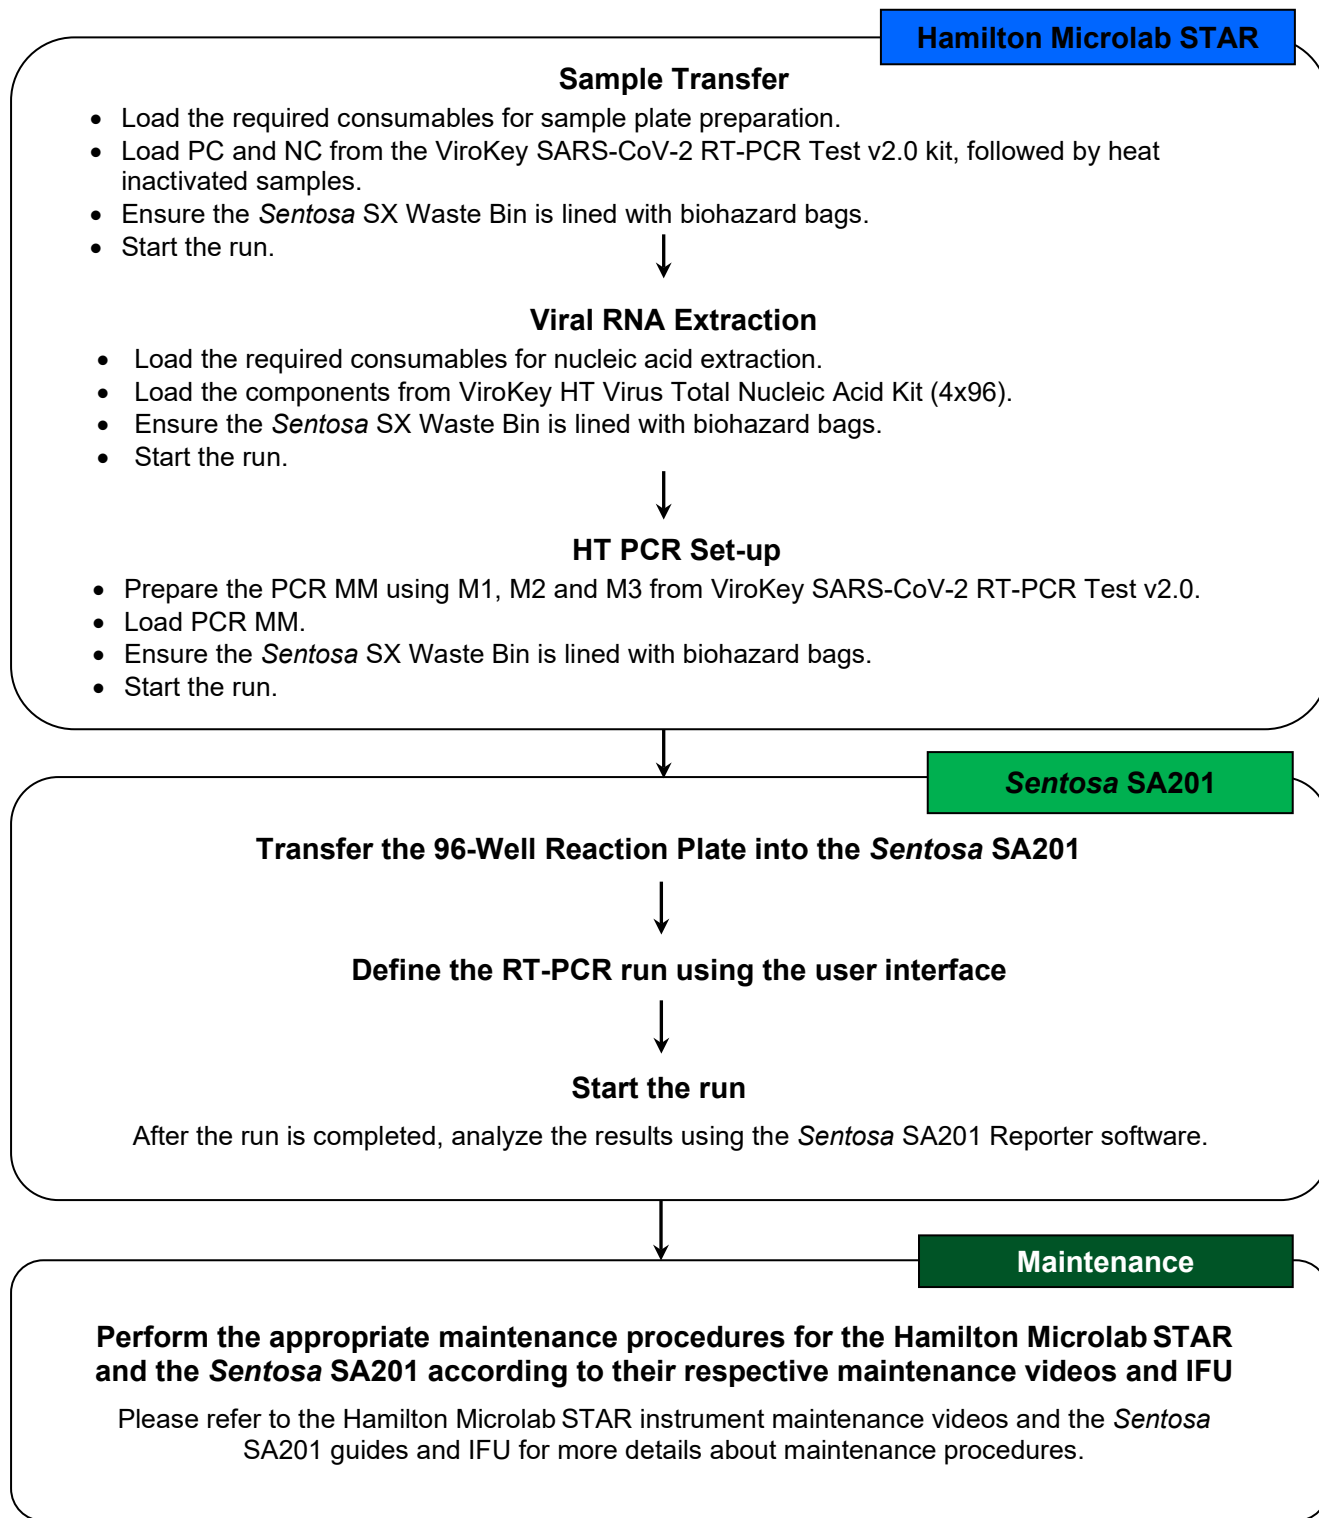 Hamilton Microlab STAR
Sample Transfer
• Load the required consumables for sample plate preparation.
• Load PC and NC from the ViroKey SARS-CoV-2 RT-PCR Test v2.0 kit, followed by heat
inactivated samples.
• Ensure the Sentosa SX Waste Bin is lined with biohazard bags.
• Start the run.
Viral RNA Extraction
• Load the required consumables for nucleic acid extraction.
• Load the components from ViroKey HT Virus Total Nucleic Acid Kit (4x96).
• Ensure the Sentosa SX Waste Bin is lined with biohazard bags.
• Start the run.
HT PCR Set-up
• Prepare the PCR MM using M1, M2 and M3 from ViroKey SARS-CoV-2 RT-PCR Test v2.0.
• Load PCR MM.
• Ensure the Sentosa SX Waste Bin is lined with biohazard bags.
• Start the run.
Sentosa SA201
Transfer the 96-Well Reaction Plate into the Sentosa SA201
Define the RT-PCR run using the user interface
Start the run
After the run is completed, analyze the results using the Sentosa SA201 Reporter software.
Maintenance
Perform the appropriate maintenance procedures for the Hamilton Microlab STAR
and the Sentosa SA201 according to their respective maintenance videos and IFU
Please refer to the Hamilton Microlab STAR instrument maintenance videos and the Sentosa
SA201 guides and IFU for more details about maintenance procedures.